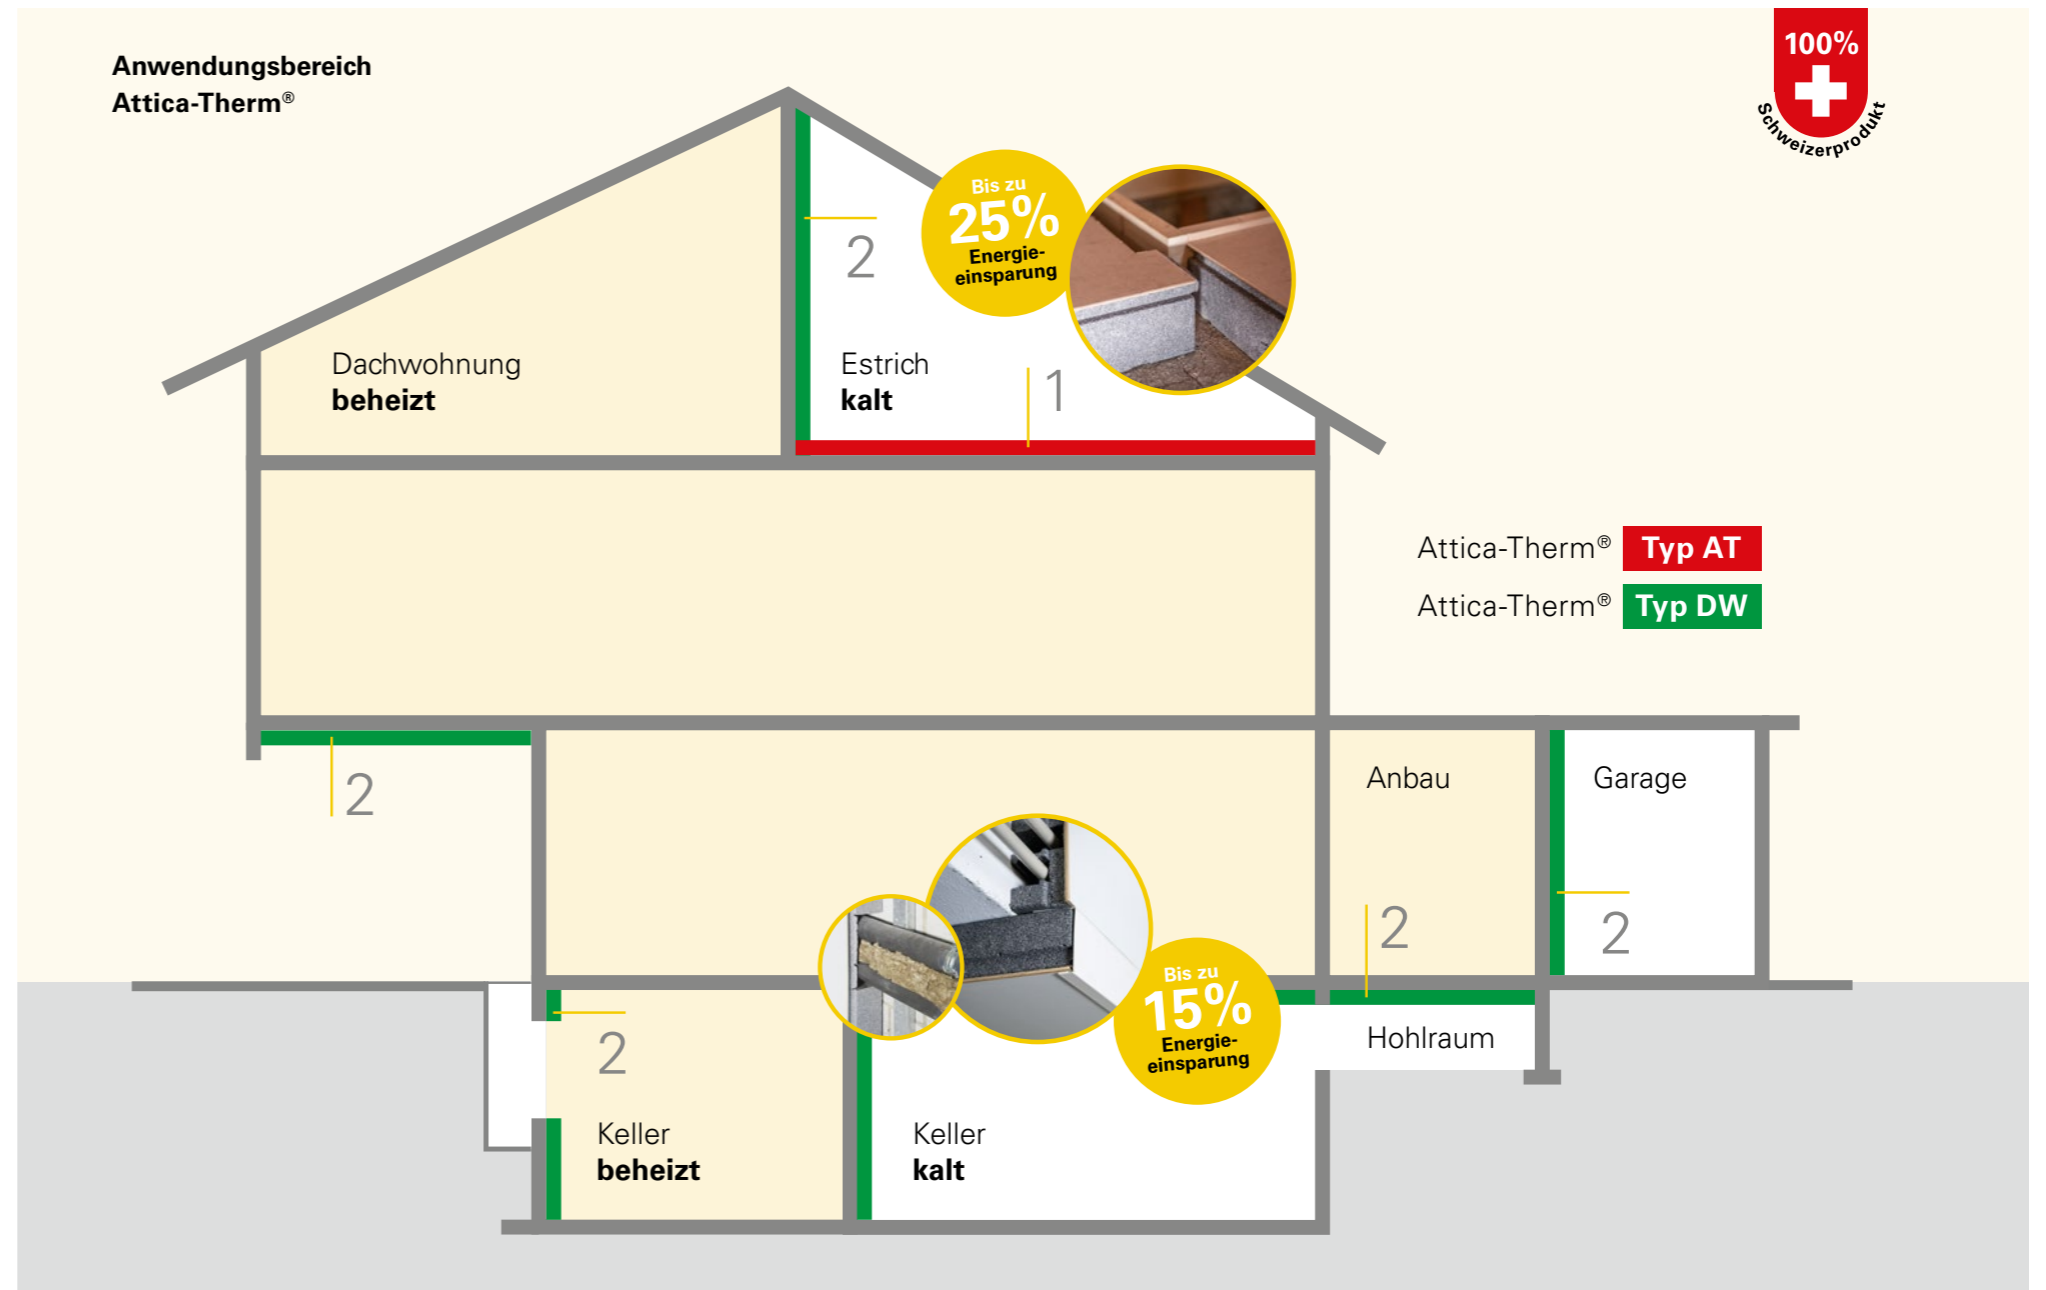 Anwendungsbereich
Attica-Therm®
100%
Schweizerprodukt
Bis zu
25%
Energie-
einsparung
2
Dachwohnung
beheizt
Estrich
kalt
1
Attica-Therm® Typ AT
Attica-Therm® Typ DW
2
Anbau
Garage
2
2
Bis zu
15%
Energie-
einsparung
2
Hohlraum
Keller
beheizt
Keller
kalt